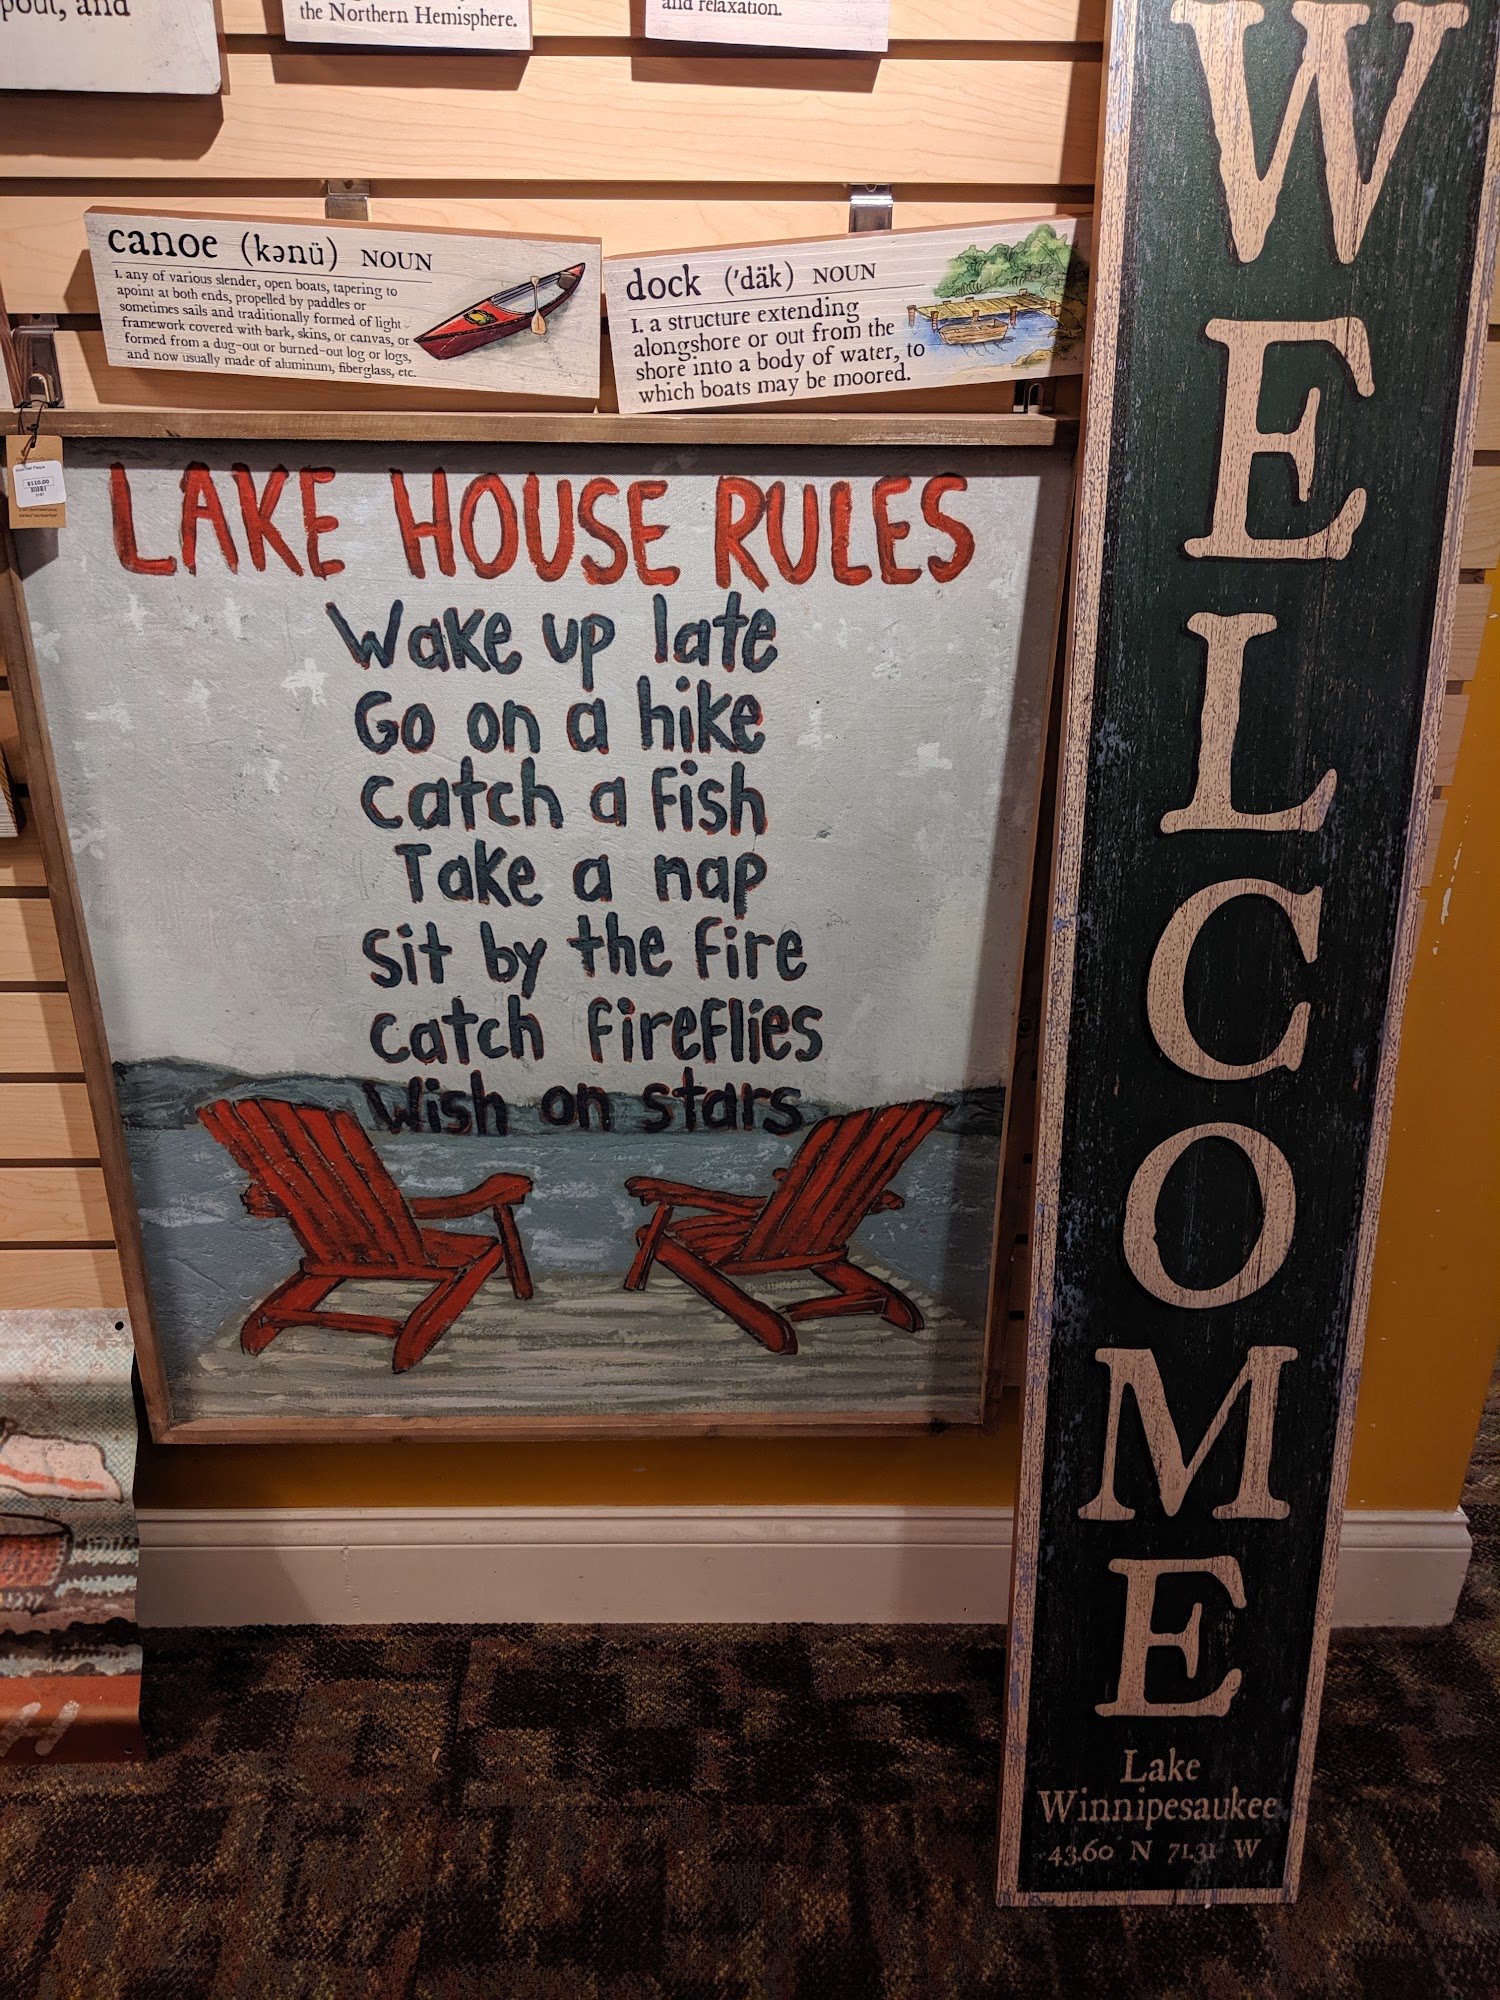 pout, and
the Northern Hemisphere.
and relaxation.
canoe (kənü) NOUN
1. any of various slender, open boats, tapering to
apoint at both ends, propelled by paddles or
sometimes sails and traditionally formed of light
framework covered with bark, skins, or canvas, or
formed from a dug-out or burned-out log or logs,
and now usually made of aluminum, fiberglass, etc.
dock ('däk) NOUN
1. a structure extending
alongshore or out from the
shore into a body of water, to
which boats may be moored.
$110.00
LAKE HOUSE RULES
Wake up late
Go on a hike
Catch a fish
Take a nap
Sit by the fire
Catch fireflies
Wish on stars
WELCOME
Lake
Winnipesaukee
43.60° N 71.31° W